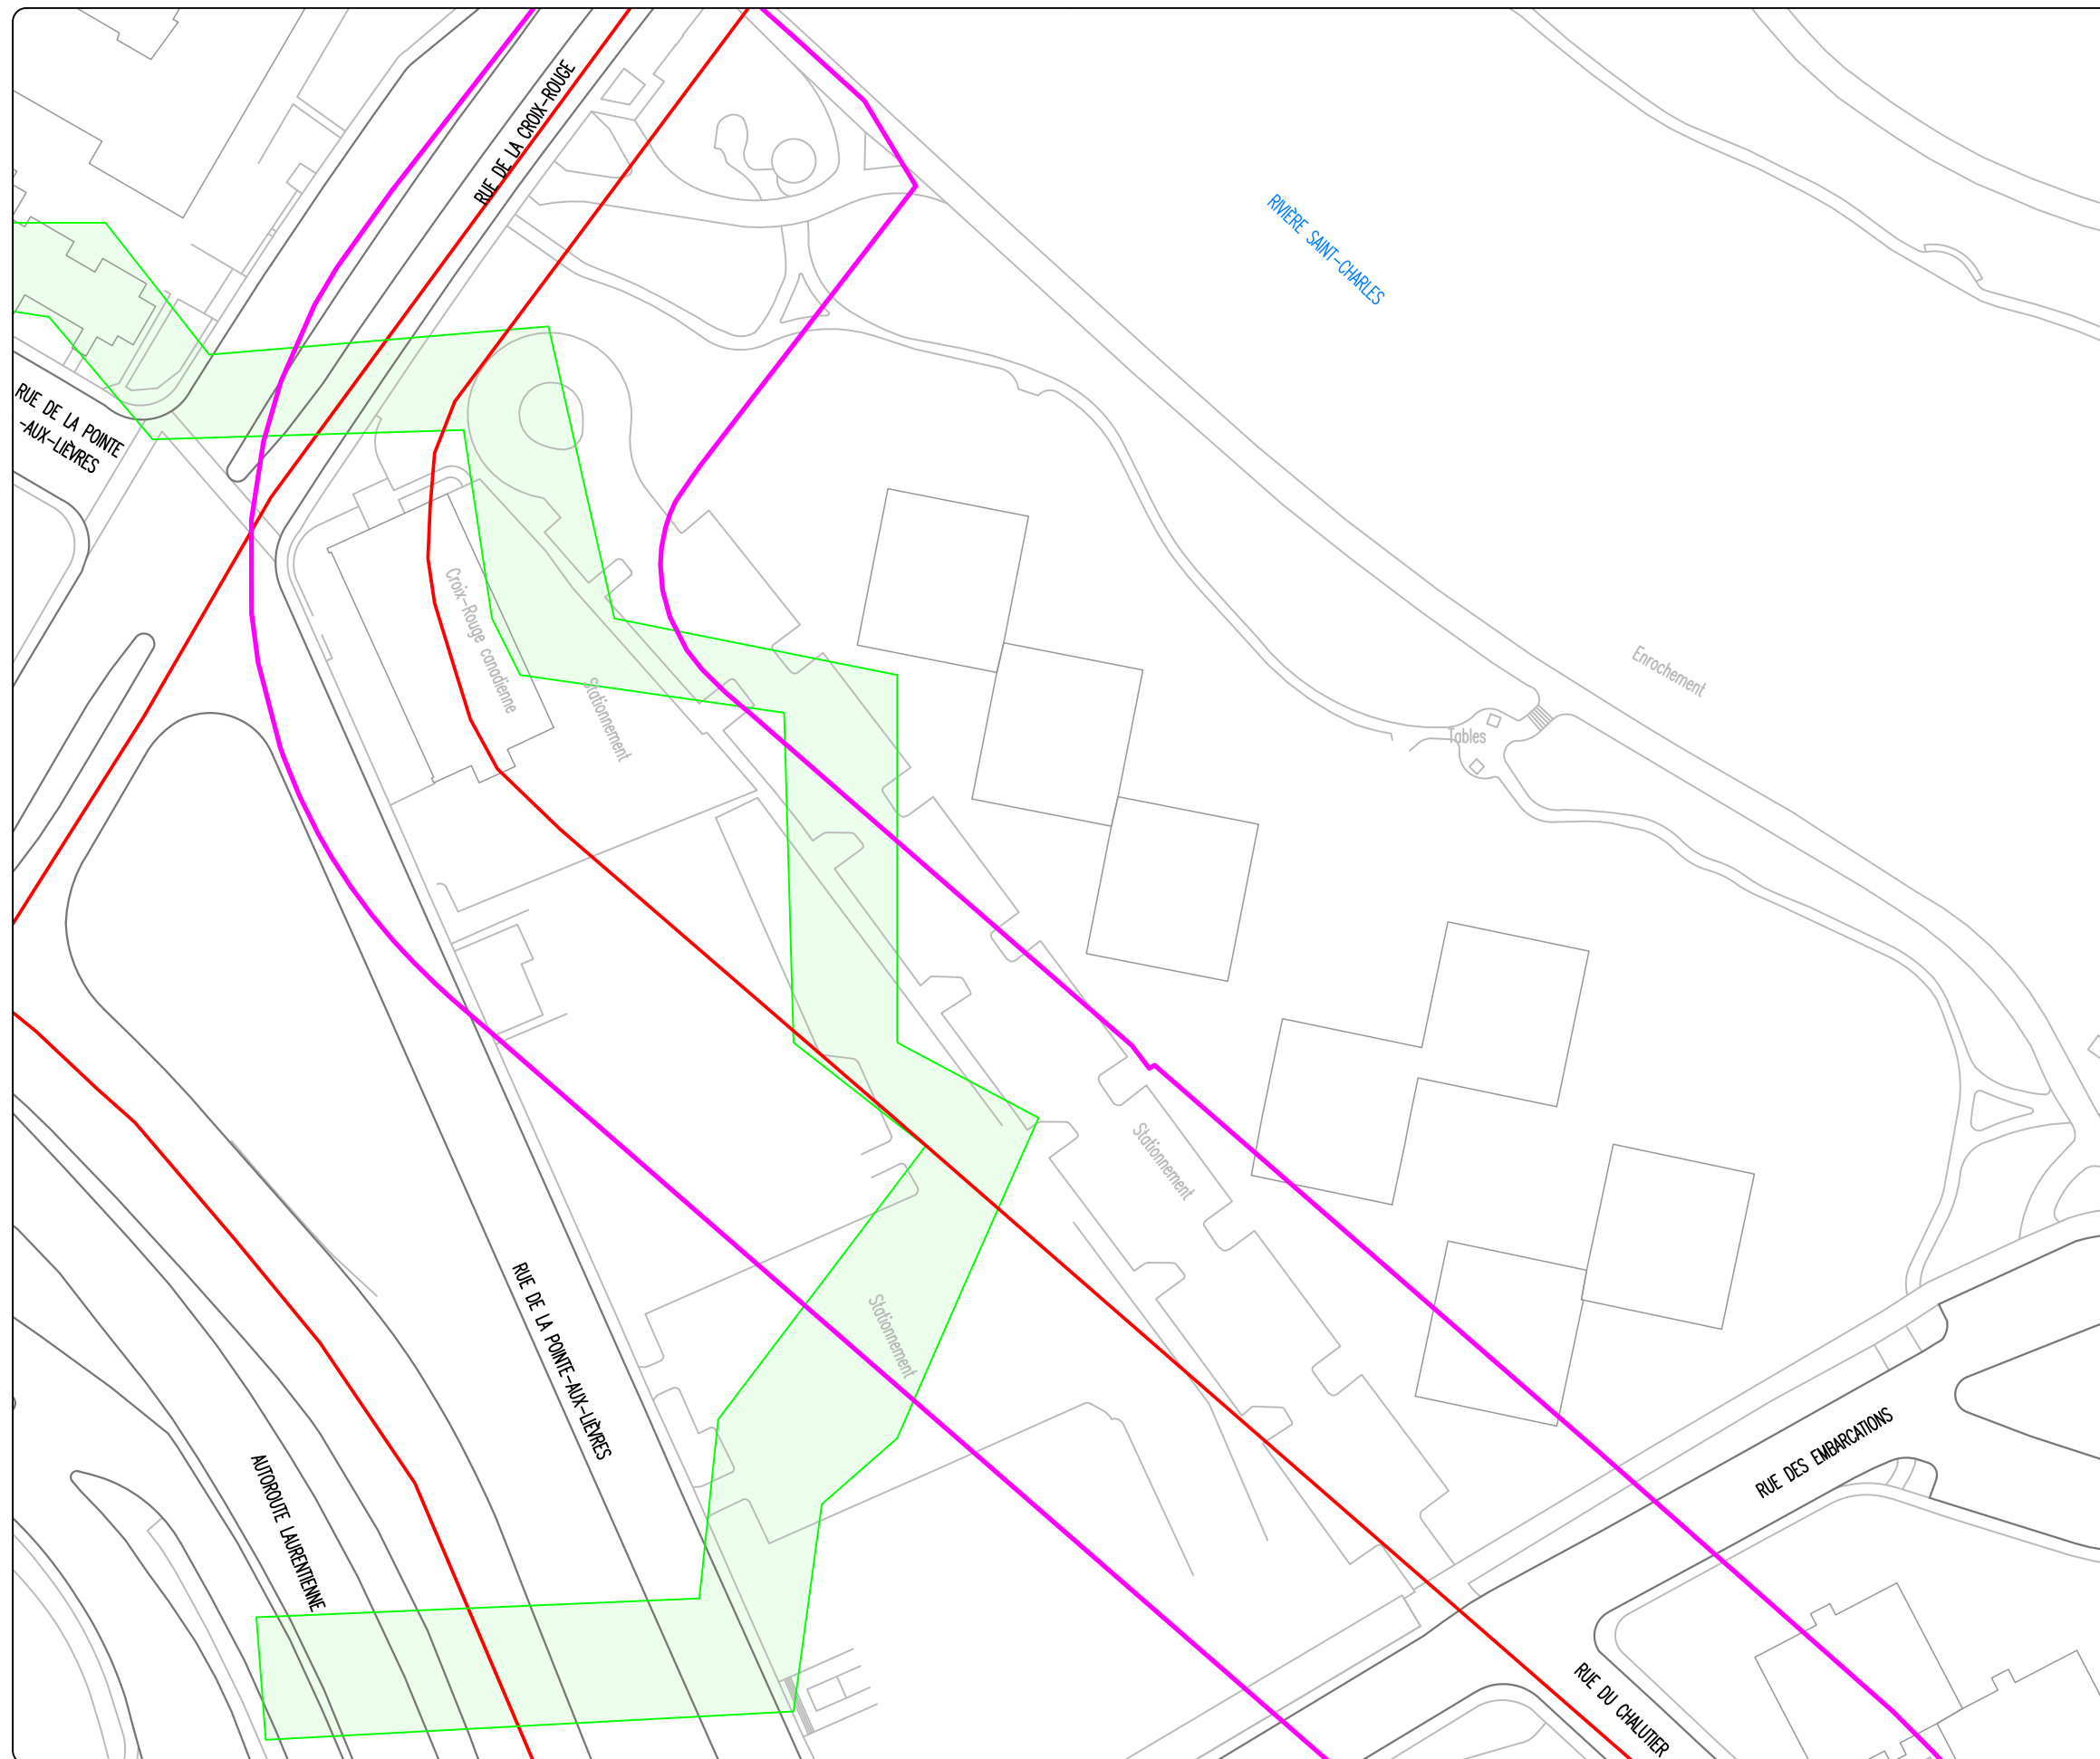 RUE DE LA CROIX-ROUGE
RIVIÈRE SAINT-CHARLES
RUE DE LA POINTE
-AUX-LIÈVRES
Croix-Rouge canadienne
Stationnement
Enrochement
Tables
Stationnement
Stationnement
RUE DE LA POINTE-AUX-LIÈVRES
AUTOROUTE LAURENTIENNE
RUE DES EMBARCATIONS
RUE DU CHALUTIER